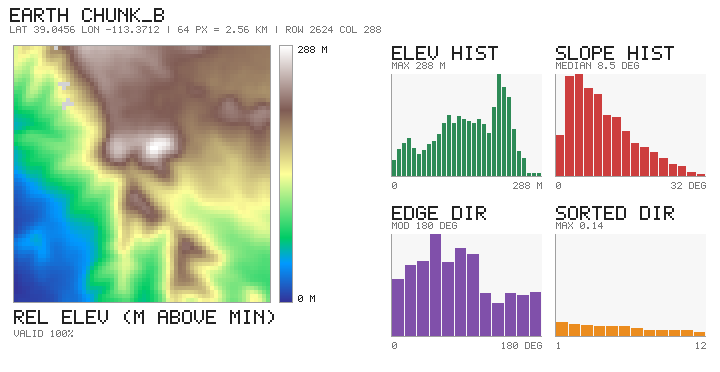 EARTH CHUNK_B
LAT 39.0456 LON -113.3712 | 64 PX = 2.56 KM | ROW 2624 COL 288
288 M
0 M
REL ELEV (M ABOVE MIN)
VALID 100%
ELEV HIST
MAX 288 M
0 288 M
SLOPE HIST
MEDIAN 8.5 DEG
0 32 DEG
EDGE DIR
MOD 180 DEG
0 180 DEG
SORTED DIR
MAX 0.14
1 12